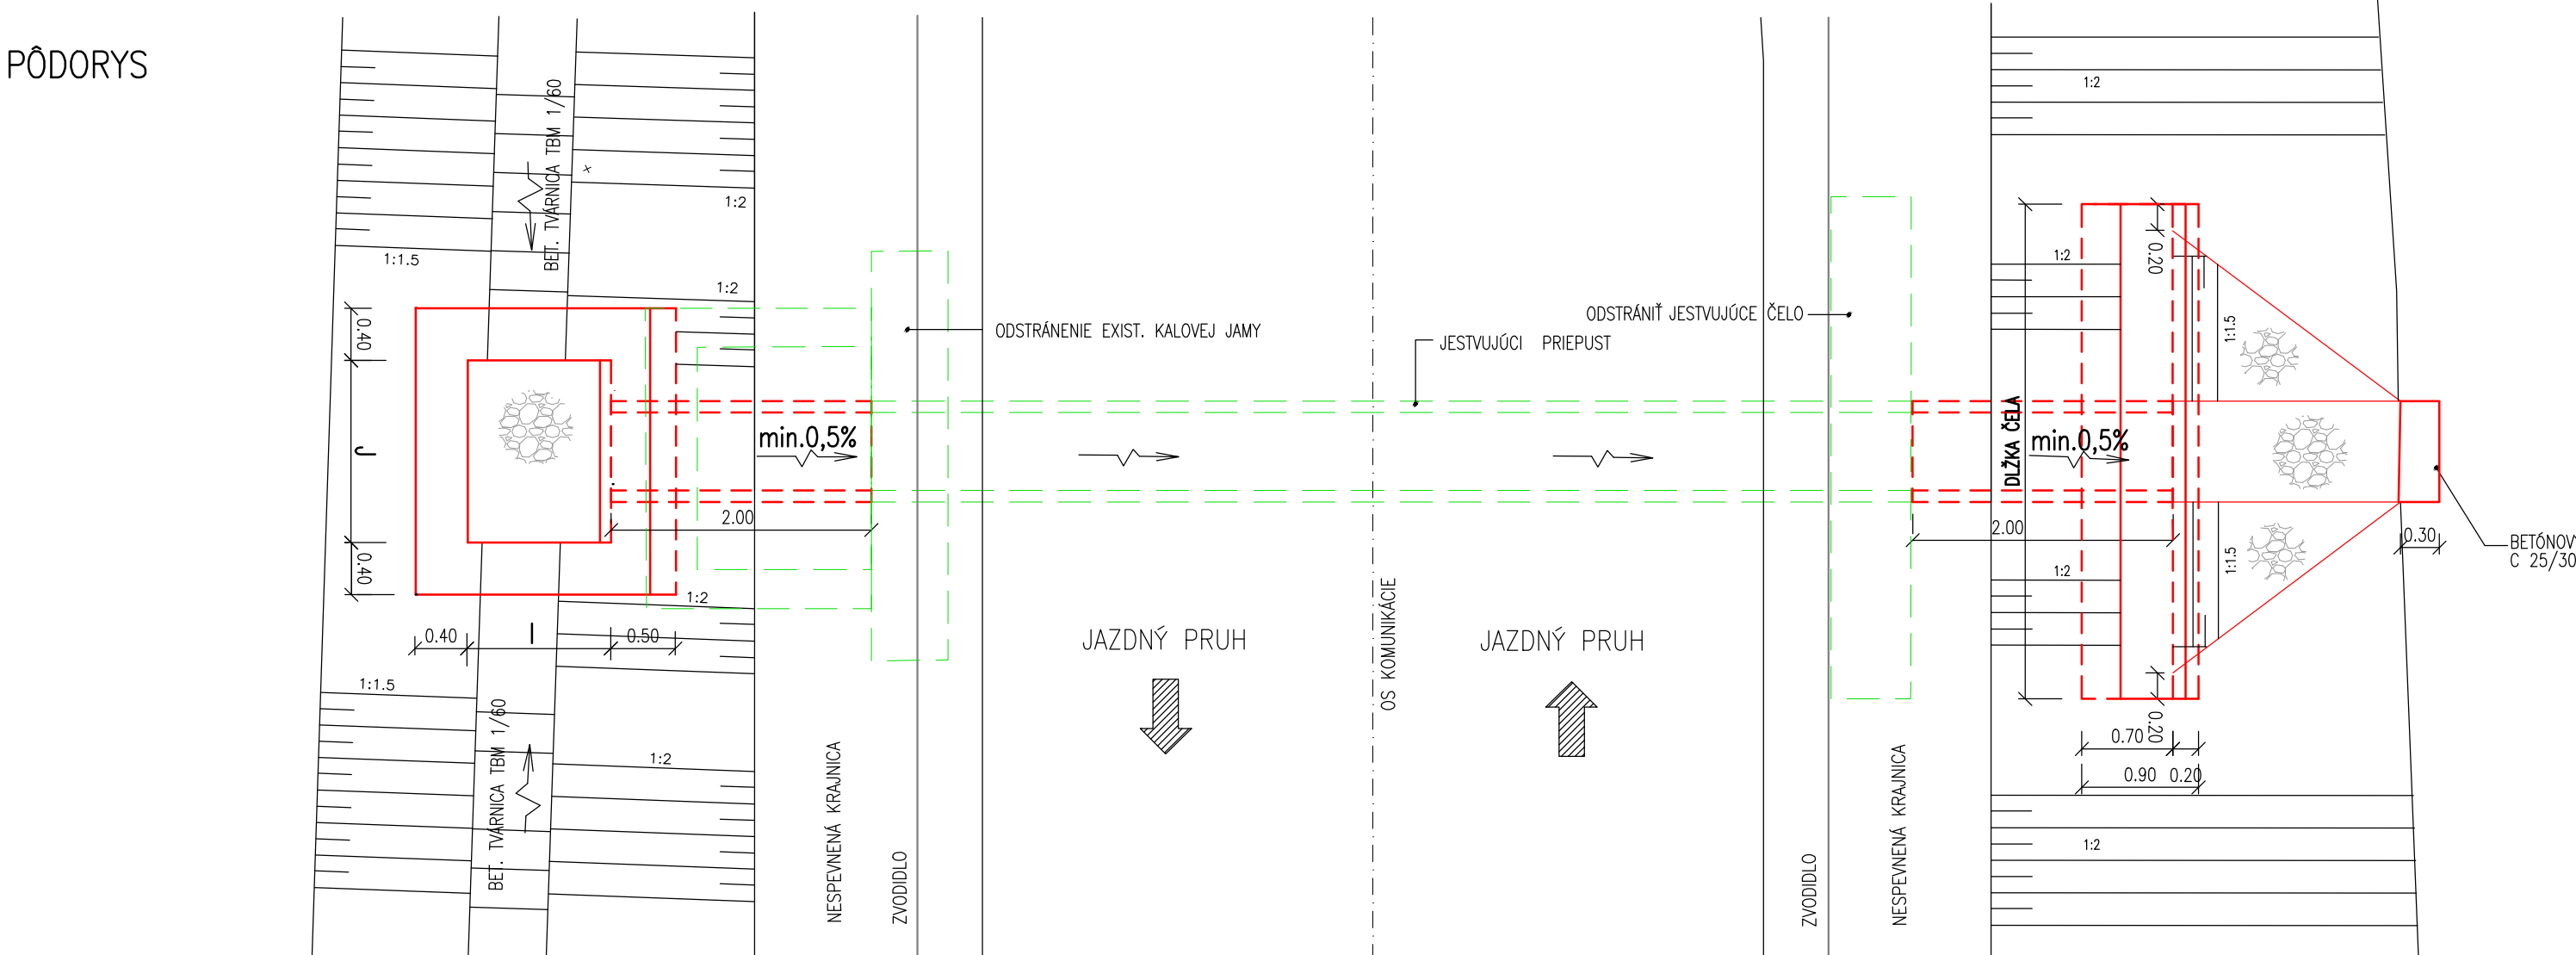 PÔDORYS
BET. TVÁRNICA TBM 1/60
1:2
1:1.5
1:2
0.40
J
0.40
0.40
I
0.50
1:2
1:1.5
BET. TVÁRNICA TBM 1/60
1:2
min.0,5%
2.00
NESPEVNENÁ KRAJNICA
ZVODIDLO
ODSTRÁNENIE EXIST. KALOVEJ JAMY
JAZDNÝ PRUH
OS KOMUNIKÁCIE
JESTVUJÚCI PRIEPUST
ODSTRÁNIŤ JESTVUJÚCE ČELO
JAZDNÝ PRUH
ZVODIDLO
NESPEVNENÁ KRAJNICA
1:2
1:2
0.20
1:1.5
DLŽKA ČELA
min.0,5%
2.00
1:2
1:1.5
0.30
BETÓNOV
C 25/30
0.70
0.20
0.90
0.20
1:2